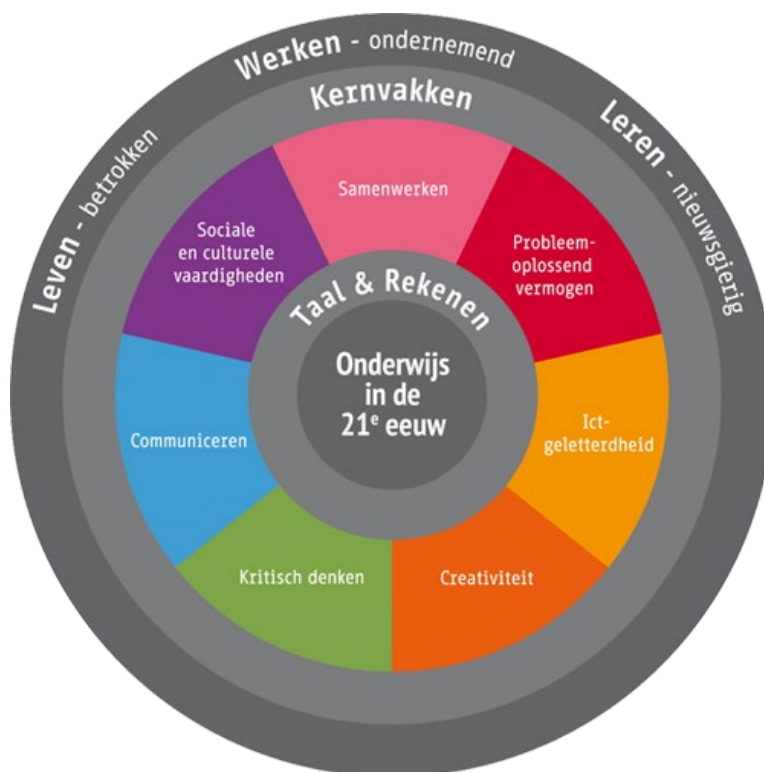 Werken - ondernemend
Leren - nieuwsgierig
Leven - betrokken
Kernvakken
Samenwerken
Probleem-
oplossend
vermogen
Ict-
geletterdheid
Creativiteit
Kritisch denken
Communiceren
Sociale
en culturele
vaardigheden
Taal & Rekenen
Onderwijs
in de
21e eeuw